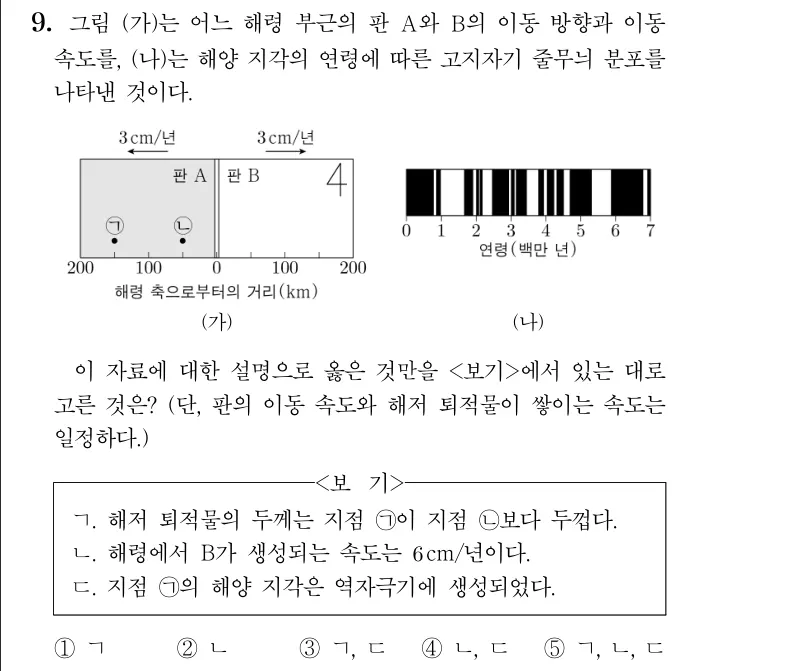 9. 그림 (가)는 어느 해령 부근의 판 A와 B의 이동 방향과 이동
속도를, (나)는 해양 지각의 연령에 따른 고지자기 줄무늬 분포를
나타낸 것이다.
3cm/년 3cm/년
판 A 판 B 4
㉠ ㉡
200 100 0 100 200
해령 축으로부터의 거리(km)
(가)
0 1 2 3 4 5 6 7
연령(백만 년)
(나)
이 자료에 대한 설명으로 옳은 것만을 <보기>에서 있는 대로
고른 것은? (단, 판의 이동 속도와 해저 퇴적물이 쌓이는 속도는
일정하다.)
<보 기>
ㄱ. 해저 퇴적물의 두께는 지점 ㉠이 지점 ㉡보다 두껍다.
ㄴ. 해령에서 B가 생성되는 속도는 6cm/년이다.
ㄷ. 지점 ㉠의 해양 지각은 역자극기에 생성되었다.
① ㄱ ② ㄴ ③ ㄱ, ㄷ ④ ㄴ, ㄷ ⑤ ㄱ, ㄴ, ㄷ